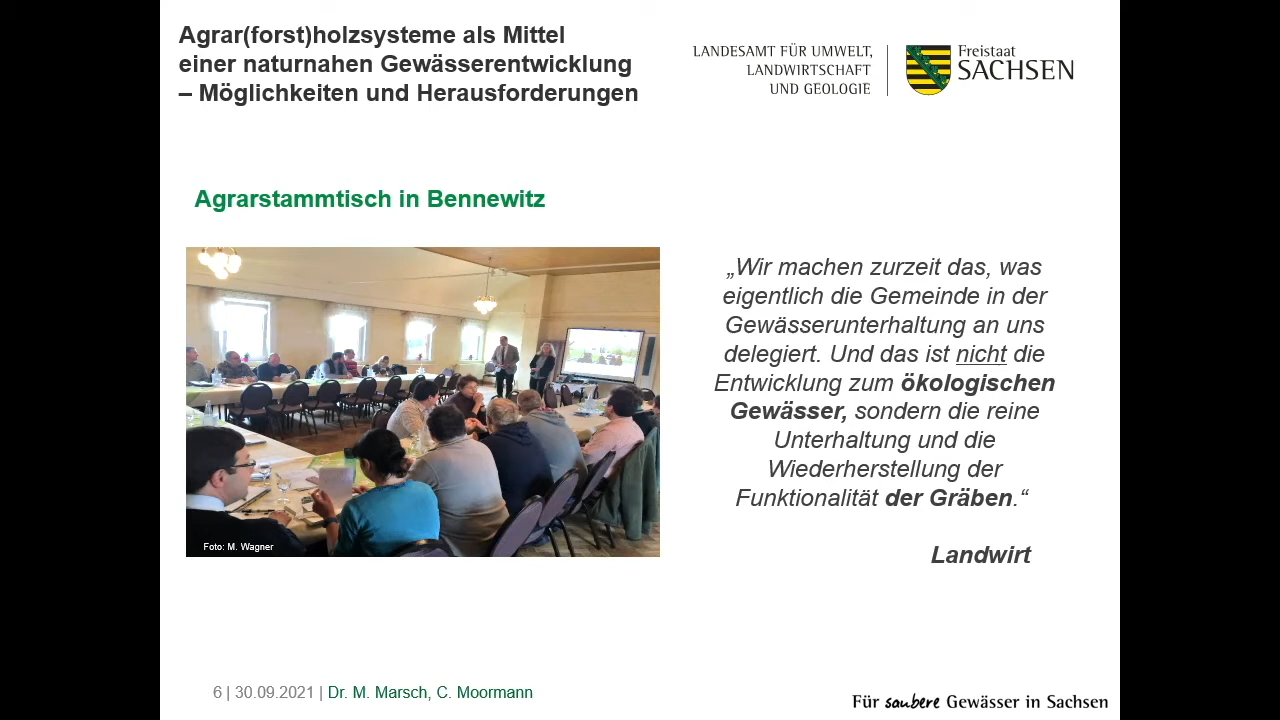 Agrar(forst)holzsysteme als Mittel
einer naturnahen Gewässerentwicklung
– Möglichkeiten und Herausforderungen
LANDESAMT FÜR UMWELT,
LANDWIRTSCHAFT
UND GEOLOGIE
Freistaat
SACHSEN
Agrarstammtisch in Bennewitz
„Wir machen zurzeit das, was
eigentlich die Gemeinde in der
Gewässerunterhaltung an uns
delegiert. Und das ist nicht die
Entwicklung zum ökologischen
Gewässer, sondern die reine
Unterhaltung und die
Wiederherstellung der
Funktionalität der Gräben.“
Landwirt
Foto: M. Wagner
6 | 30.09.2021 | Dr. M. Marsch, C. Moormann
Für saubere Gewässer in Sachsen